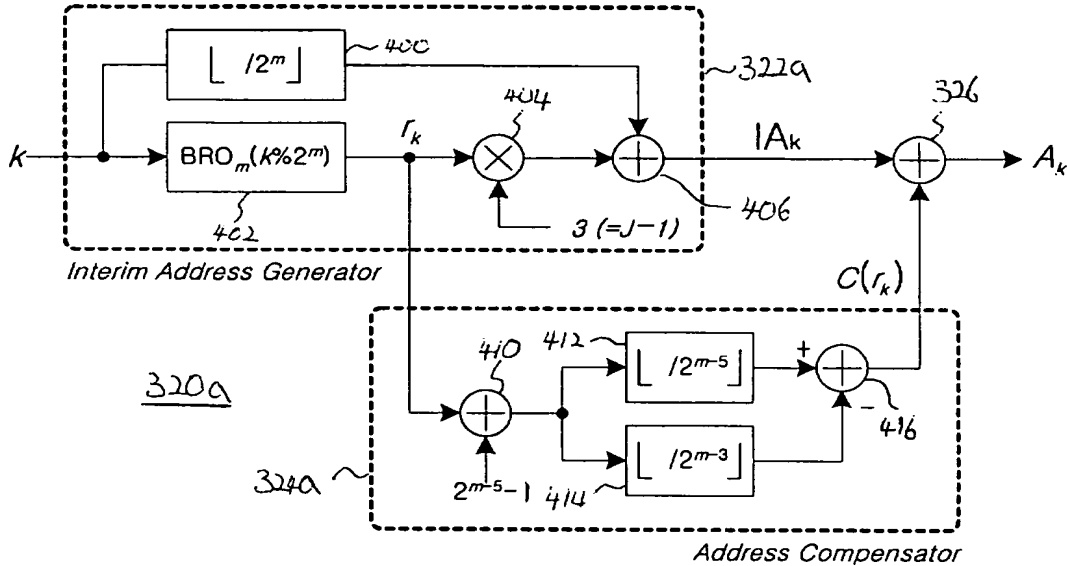 ⌊ /2^m⌋
400
322a
k
BRO_m(k%2^m)
402
r_k
404
3 (=J−1)
406
IA_k
326
A_k
Interim Address Generator
C(r_k)
320a
410
2^{m-5}−1
412
⌊ /2^{m-5}⌋
414
⌊ /2^{m-3}⌋
+
−
416
324a
Address Compensator